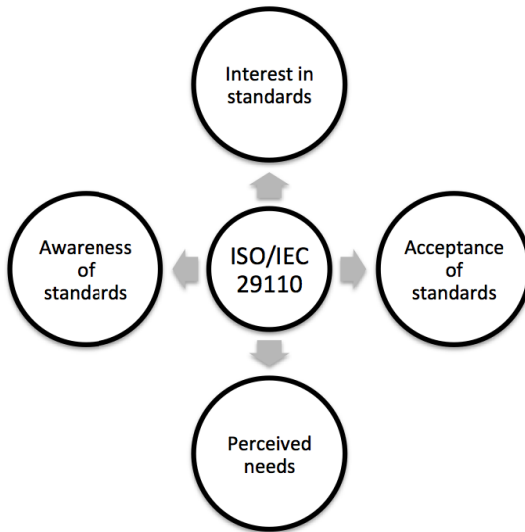 Interest in
standards
Awareness
of
standards
ISO/IEC
29110
Acceptance
of
standards
Perceived
needs